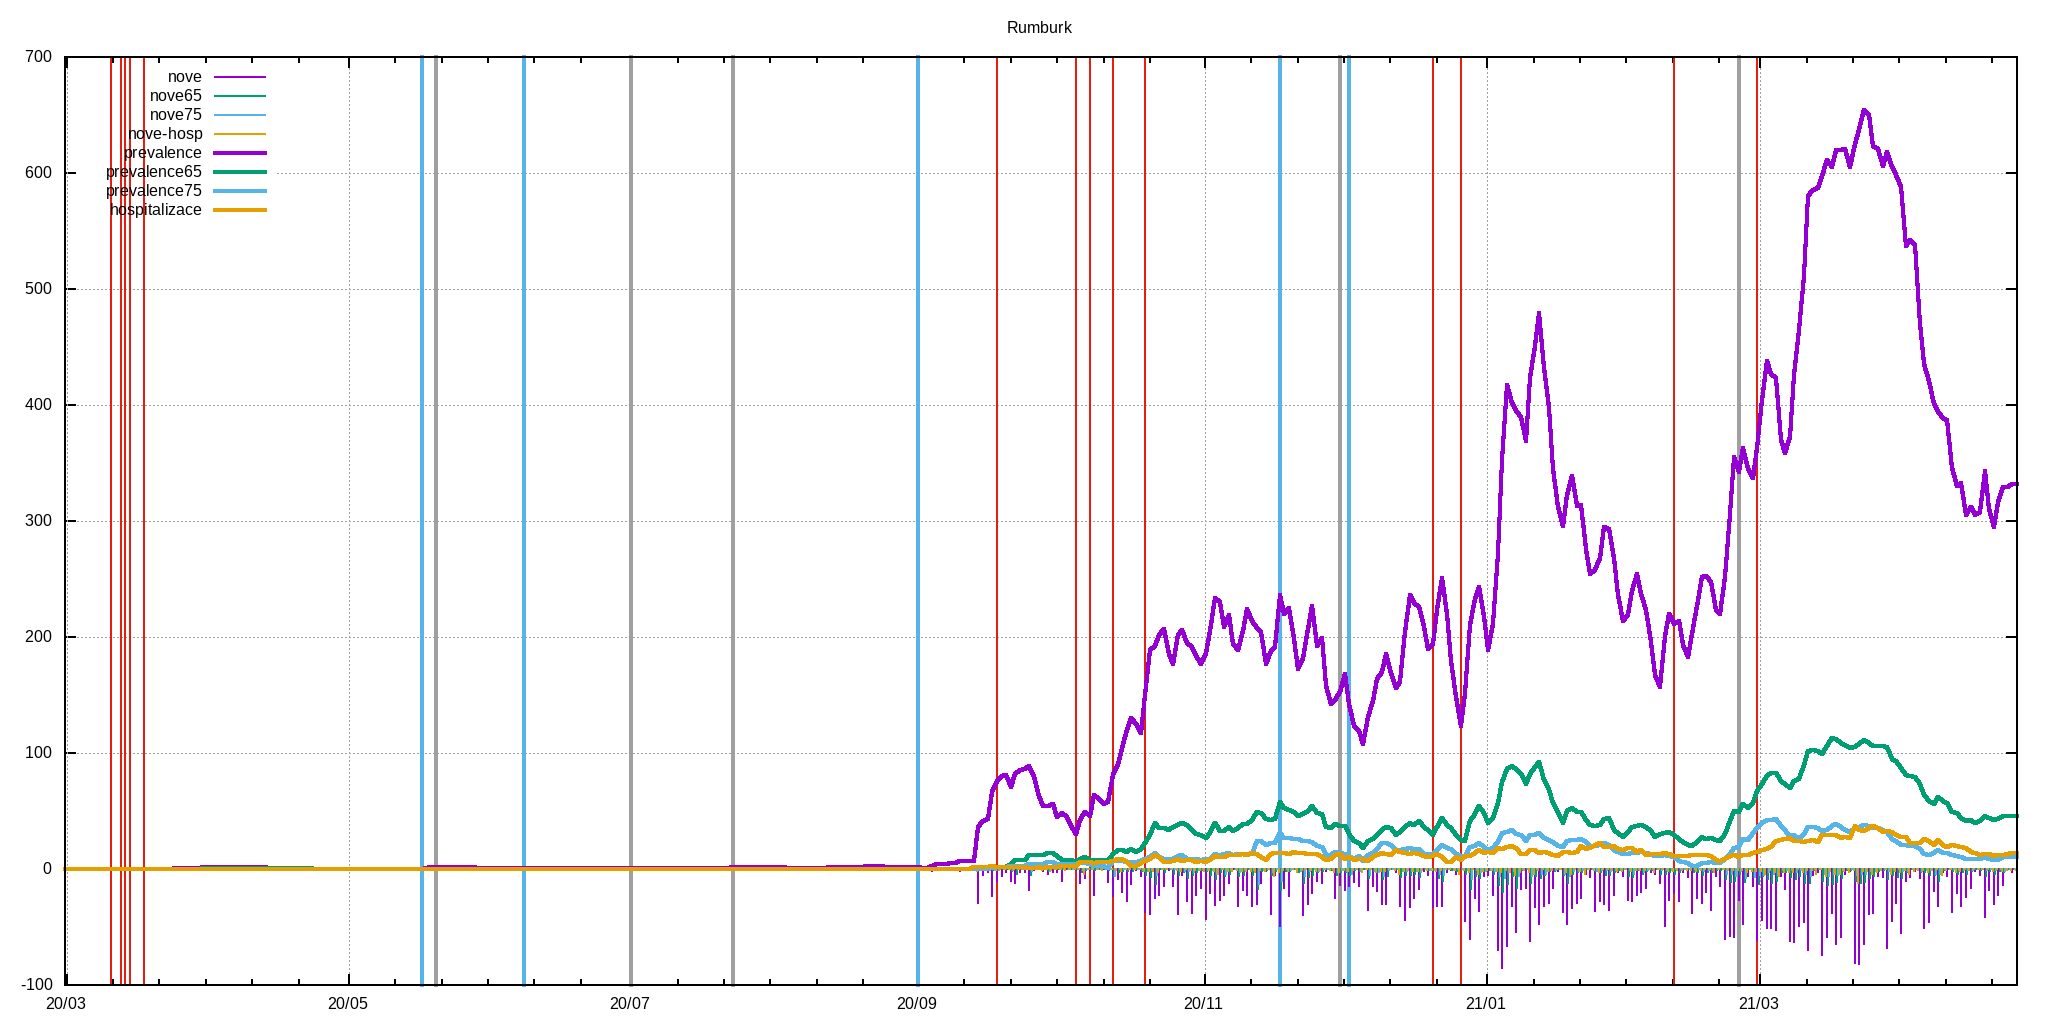 Rumburk
700
600
500
400
300
200
100
0
-100
nove
nove65
nove75
nove-hosp
prevalence
prevalence65
prevalence75
hospitalizace
20/03 20/05 20/07 20/09 20/11 21/01 21/03